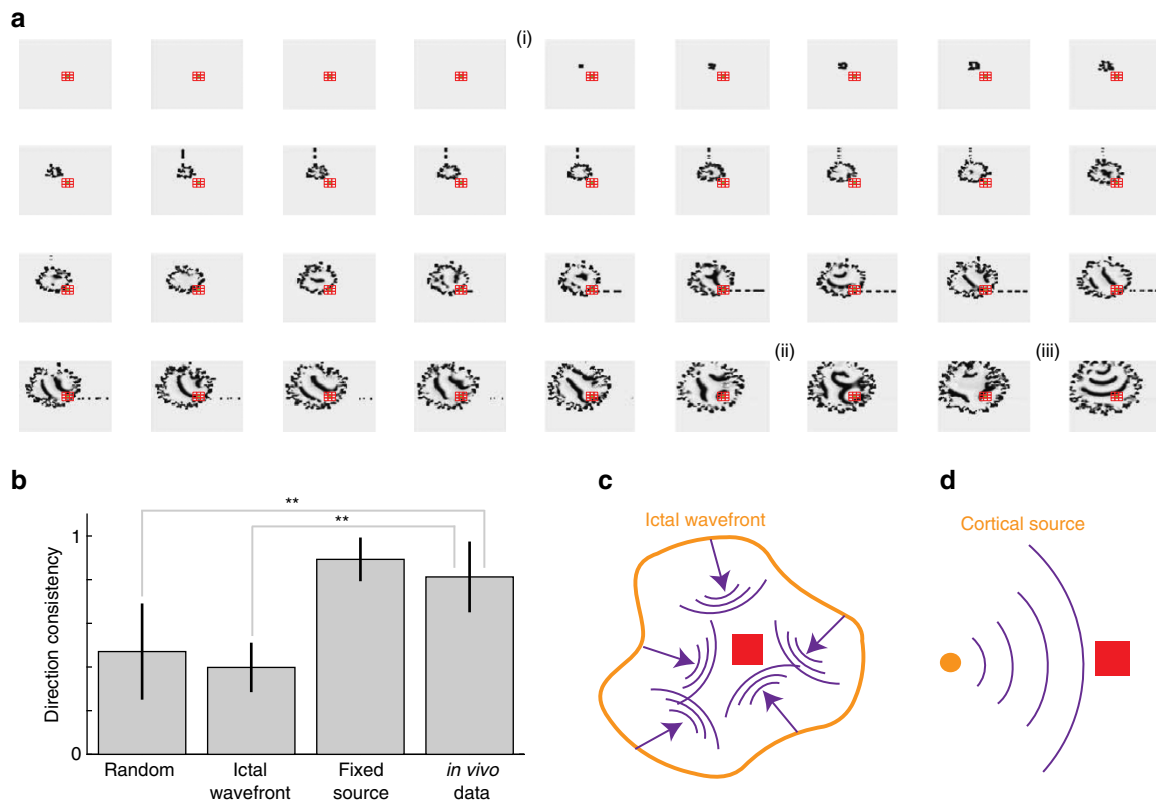 a
(i)
(ii)
(iii)
b
**
**
1
0
Direction consistency
Random
Ictal
wavefront
Fixed
source
in vivo
data
c
Ictal wavefront
d
Cortical source